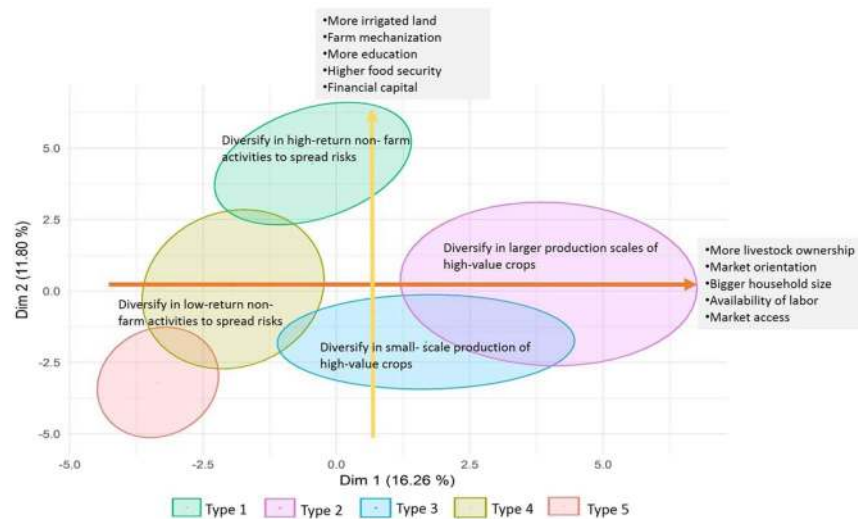 •More irrigated land
•Farm mechanization
•More education
•Higher food security
•Financial capital
Diversify in high-return non- farm
activities to spread risks
Diversify in larger production scales of
high-value crops
•More livestock ownership
•Market orientation
•Bigger household size
•Availability of labor
•Market access
Diversify in low-return non-
farm activities to spread risks
Diversify in small- scale production of
high-value crops
Dim 2 (11.80 %)
5.0
2.5
0.0
-2.5
-5.0
-5.0
-2.5
0.0
2.5
5.0
Dim 1 (16.26 %)
Type 1
Type 2
Type 3
Type 4
Type 5